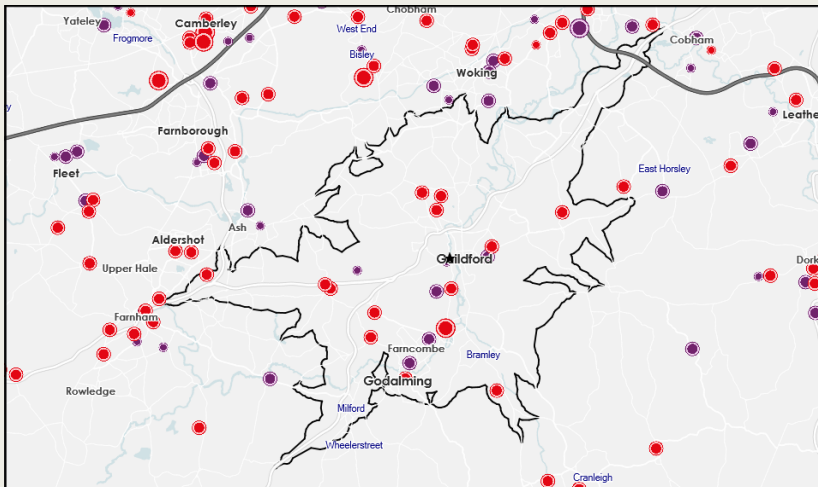 Yateley
Camberley
Chobham
Frogmore
West End
Cobham
Bisley
Woking
y
Leathe
Farnborough
Fleet
East Horsley
Ash
Aldershot
Guildford
Upper Hale
Dork
Farnham
Farncombe
Bramley
Rowledge
Godalming
Milford
Wheelerstreet
Cranleigh